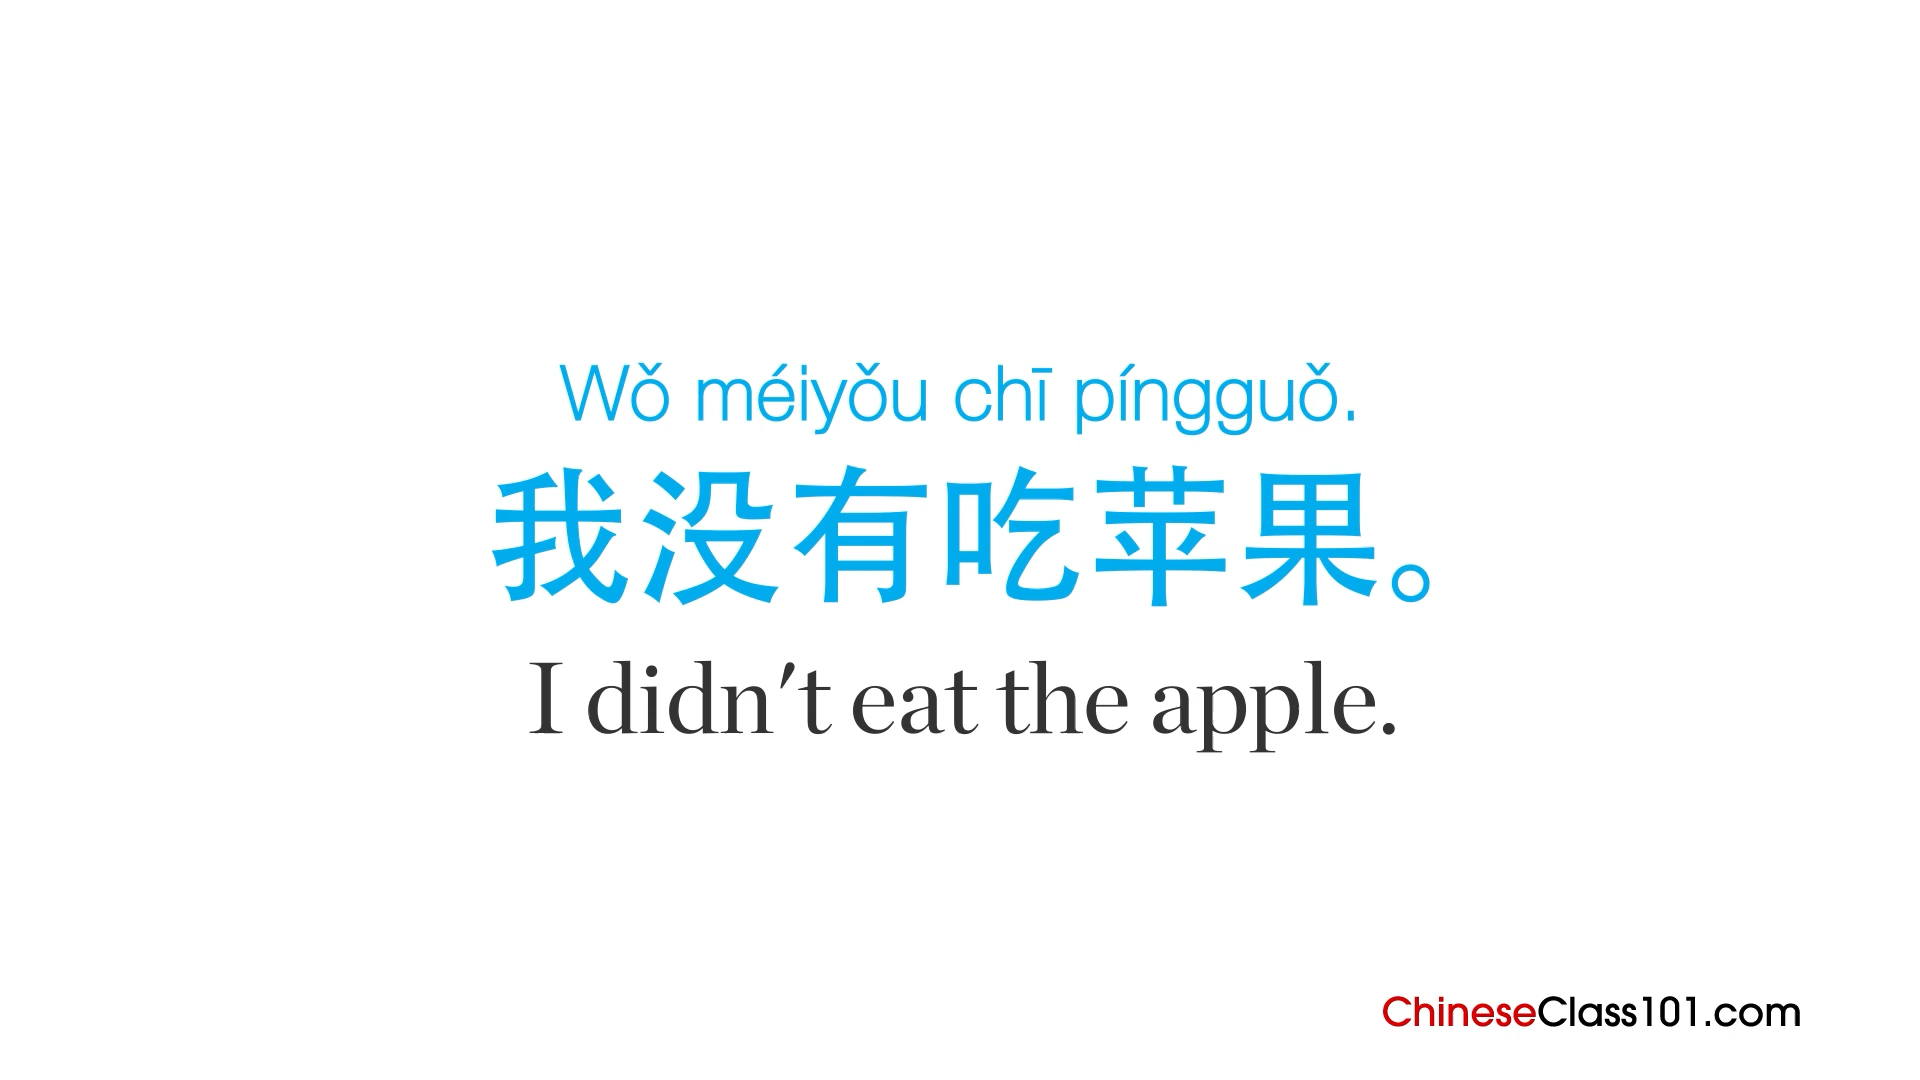 Wǒ méiyǒu chī píngguǒ.
我没有吃苹果。
I didn't eat the apple.
ChineseClass101.com